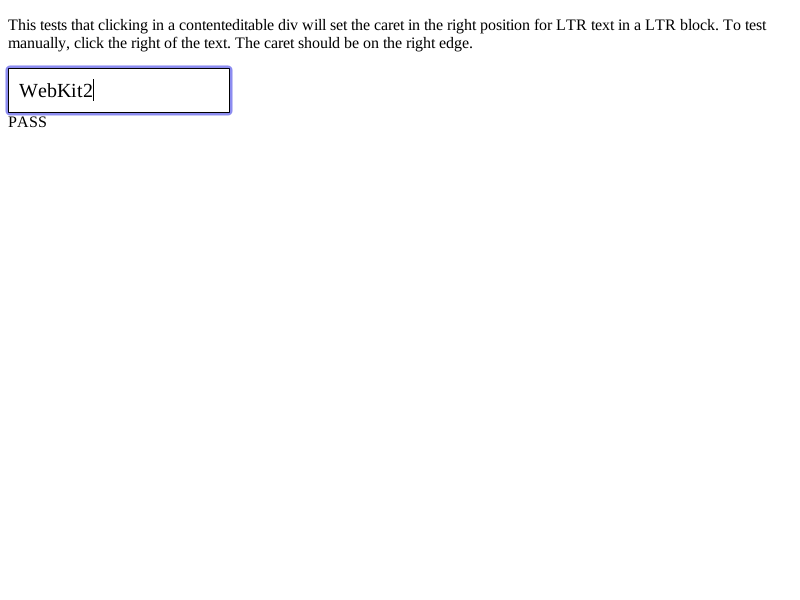 This tests that clicking in a contenteditable div will set the caret in the right position for LTR text in a LTR block. To test
manually, click the right of the text. The caret should be on the right edge.
WebKit2
PASS